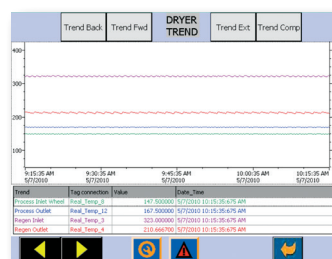 Trend Back Trend Fwd DRYER TREND Trend Ext Trend Comp
400
300
200
100
9:15:35 AM 9:30:35 AM 9:45:35 AM 10:00:35 AM 10:15:35 AM
5/7/2010 5/7/2010 5/7/2010 5/7/2010 5/7/2010
Trend Tag connection Value Date_Time
Process Inlet Wheel Real_Temp_8 147.500000 5/7/2010 10:15:35:675 AM
Process Outlet Real_Temp_12 167.500000 5/7/2010 10:15:35:675 AM
Regen Inlet Real_Temp_3 323.000000 5/7/2010 10:15:35:675 AM
Regen Outlet Real_Temp_4 210.666700 5/7/2010 10:15:35:675 AM